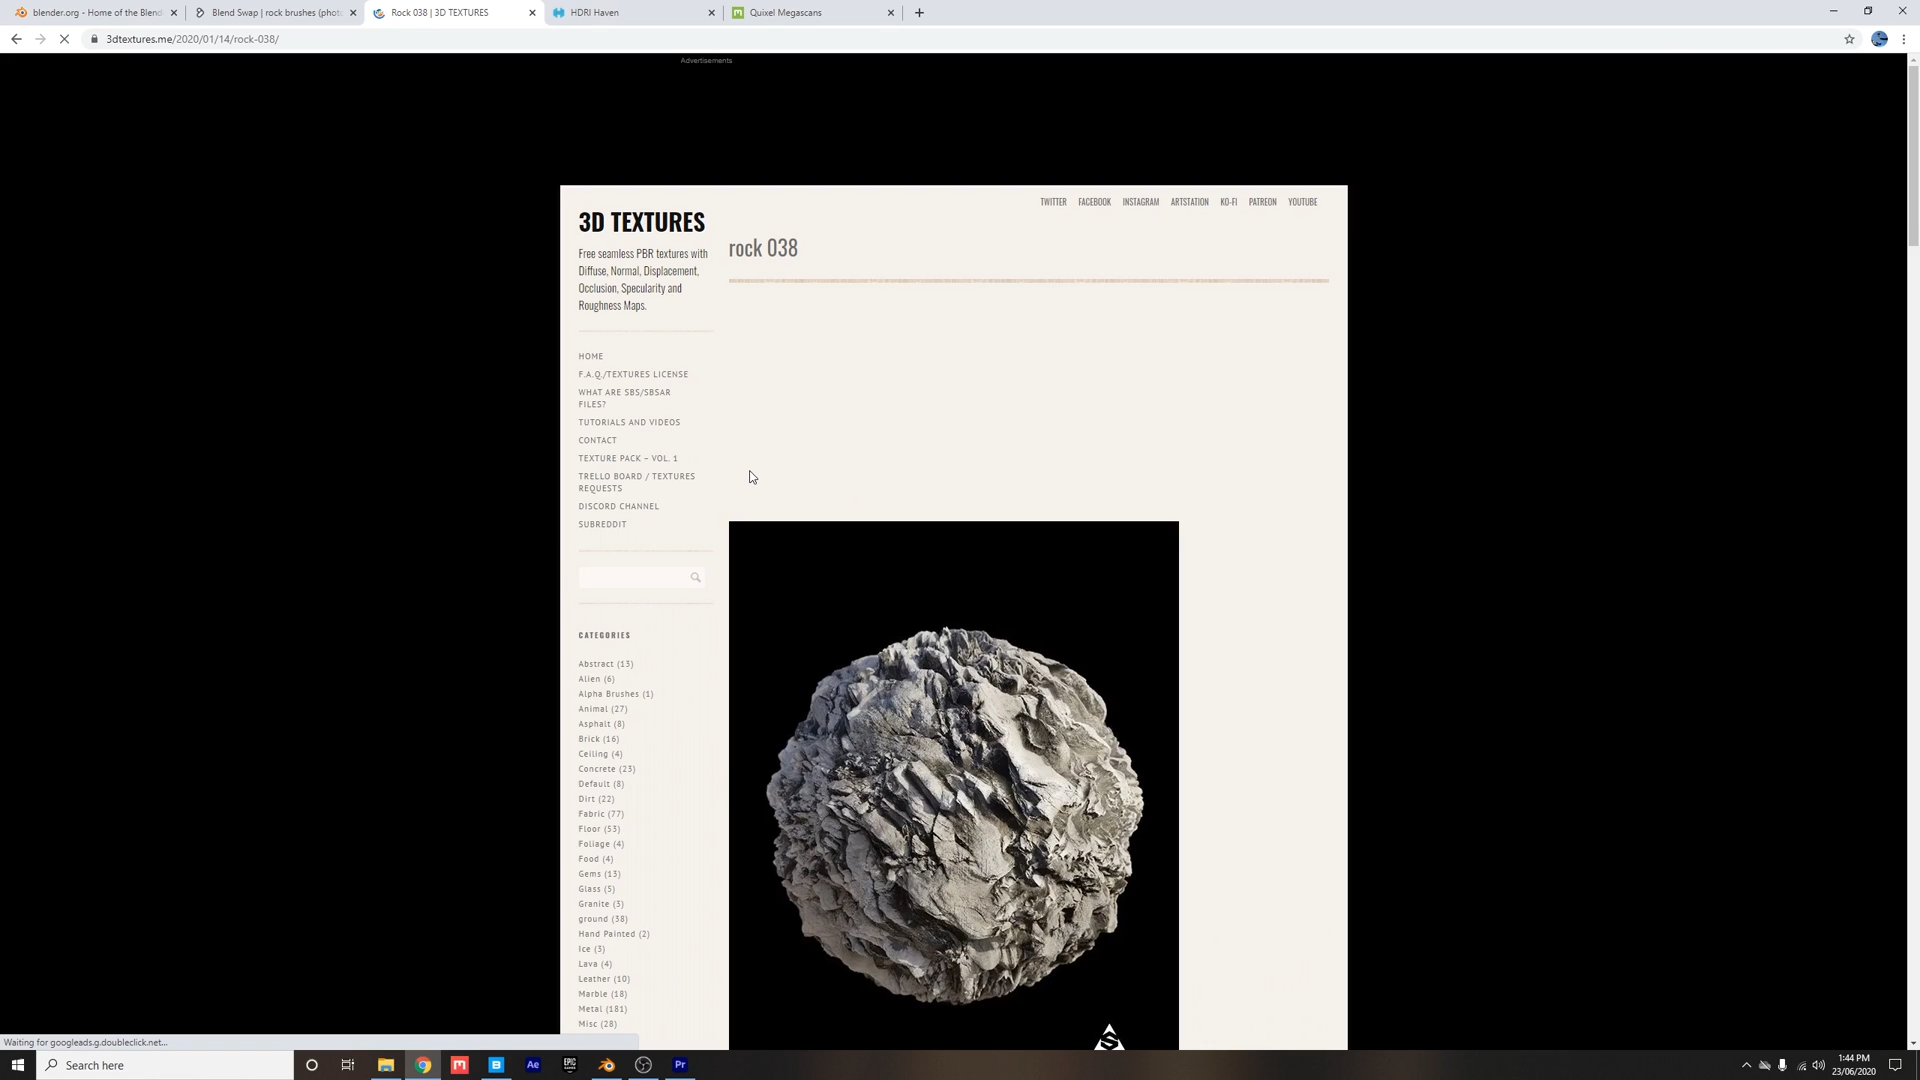 blender.org - Home of the Blend
Blend Swap | rock brushes (phot
Rock 038 | 3D TEXTURES
HDRI Haven
Quixel Megascans
3dtextures.me/2020/01/14/rock-038/
Advertisements
TWITTER FACEBOOK INSTAGRAM ARTSTATION KO-FI PATREON YOUTUBE
3D TEXTURES
rock 038
Free seamless PBR textures with
Diffuse, Normal, Displacement,
Occlusion, Specularity and
Roughness Maps.
HOME
F.A.Q./TEXTURES LICENSE
WHAT ARE SBS/SBSAR
FILES?
TUTORIALS AND VIDEOS
CONTACT
TEXTURE PACK – VOL. 1
TRELLO BOARD / TEXTURES
REQUESTS
DISCORD CHANNEL
SUBREDDIT
CATEGORIES
Abstract (13)
Alien (6)
Alpha Brushes (1)
Animal (27)
Asphalt (8)
Brick (16)
Ceiling (4)
Concrete (23)
Default (8)
Dirt (22)
Fabric (77)
Floor (53)
Foliage (4)
Food (4)
Gems (13)
Glass (5)
Granite (3)
ground (38)
Hand Painted (2)
Ice (3)
Lava (4)
Leather (10)
Marble (18)
Metal (181)
Misc (28)
Waiting for googleads.g.doubleclick.net...
Search here
Ae
EPIC
Pr
1:44 PM
23/06/2020